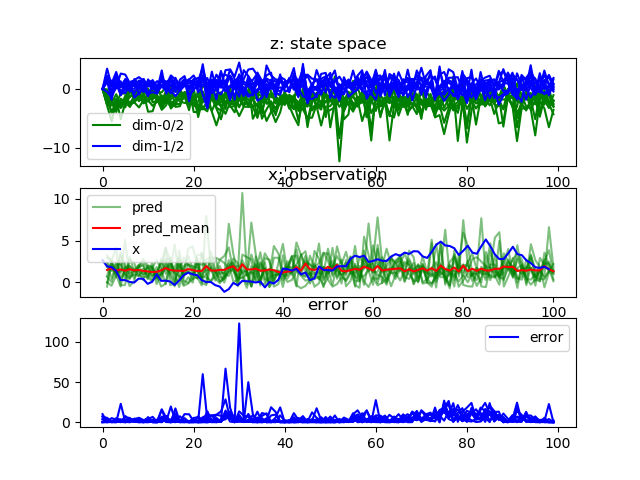 z: state space
0
−10
dim-0/2
dim-1/2
0 20 40 60 80 100
x: observation
10
5
0
pred
pred_mean
x
0 20 40 60 80 100
error
100
50
0
error
0 20 40 60 80 100